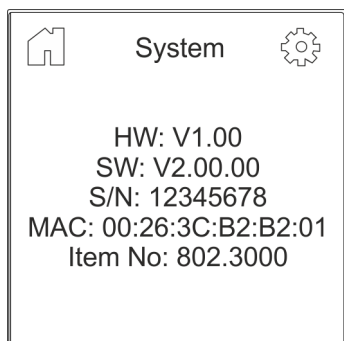 System
HW: V1.00
SW: V2.00.00
S/N: 12345678
MAC: 00:26:3C:B2:B2:01
Item No: 802.3000